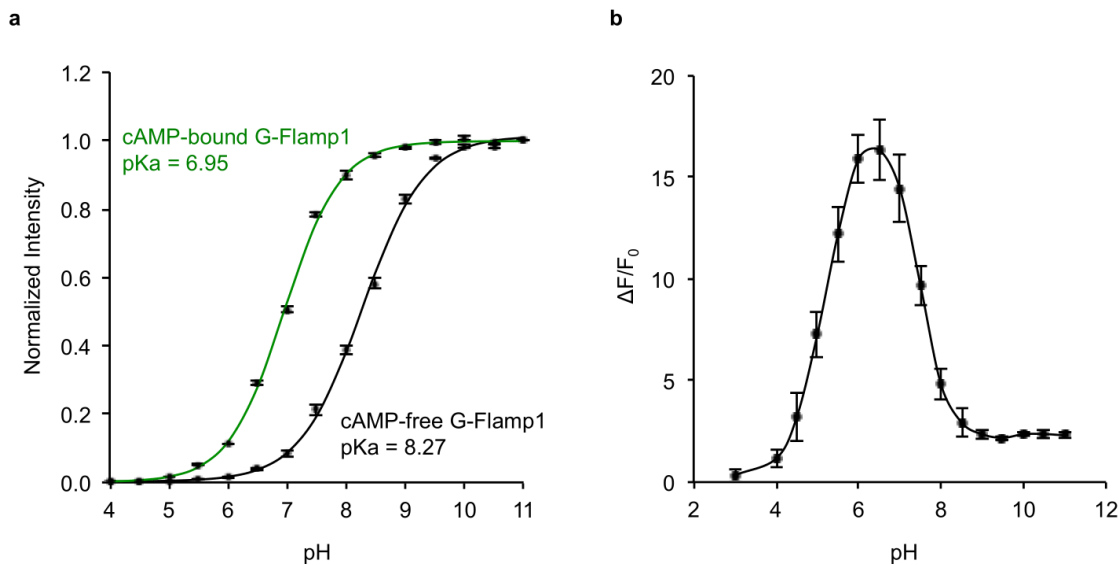 a
1.2
1.0
0.8
0.6
0.4
0.2
0.0
Normalized Intensity
cAMP-bound G-Flamp1
pKa = 6.95
cAMP-free G-Flamp1
pKa = 8.27
4 5 6 7 8 9 10 11
pH
b
20
15
10
5
0
ΔF/F₀
2 4 6 8 10 12
pH